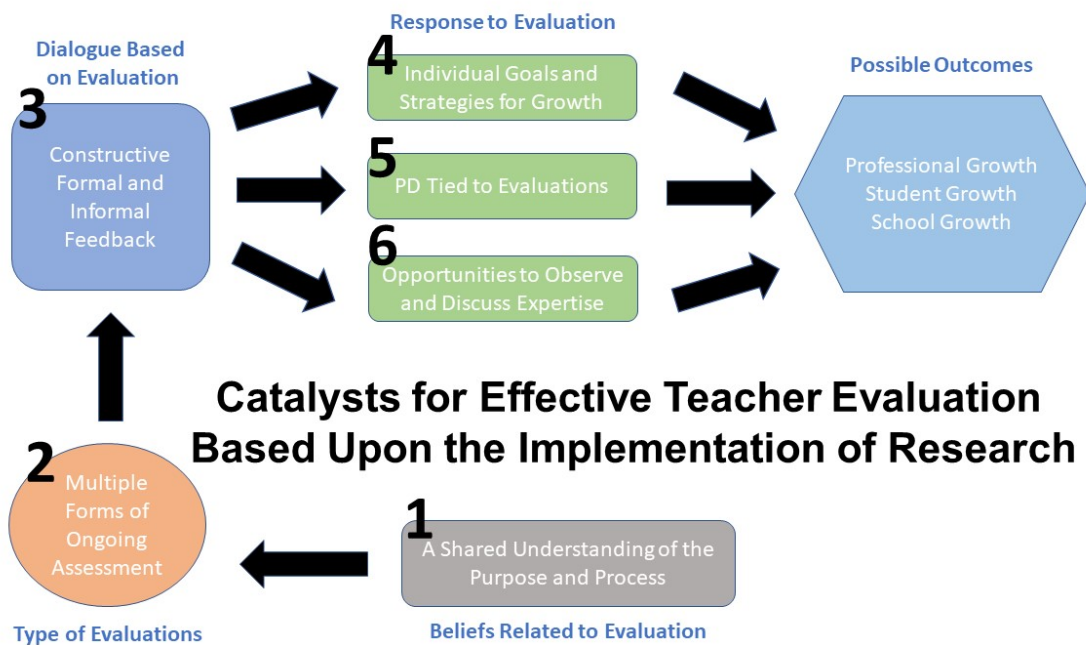 Response to Evaluation
Dialogue Based
on Evaluation
3
Constructive
Formal and
Informal
Feedback
4
Individual Goals and
Strategies for Growth
5
PD Tied to Evaluations
6
Opportunities to Observe
and Discuss Expertise
Possible Outcomes
Professional Growth
Student Growth
School Growth
Catalysts for Effective Teacher Evaluation
Based Upon the Implementation of Research
2
Multiple
Forms of
Ongoing
Assessment
Type of Evaluations
1
A Shared Understanding of the
Purpose and Process
Beliefs Related to Evaluation